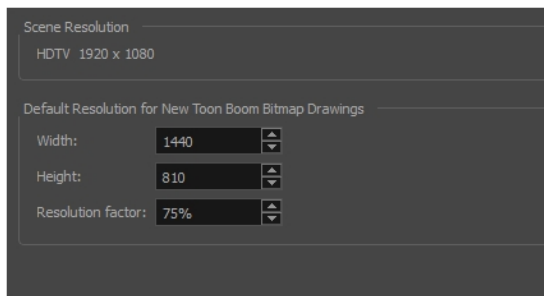 Scene Resolution
HDTV 1920 x 1080
Default Resolution for New Toon Boom Bitmap Drawings
Width: 1440
Height: 810
Resolution factor: 75%